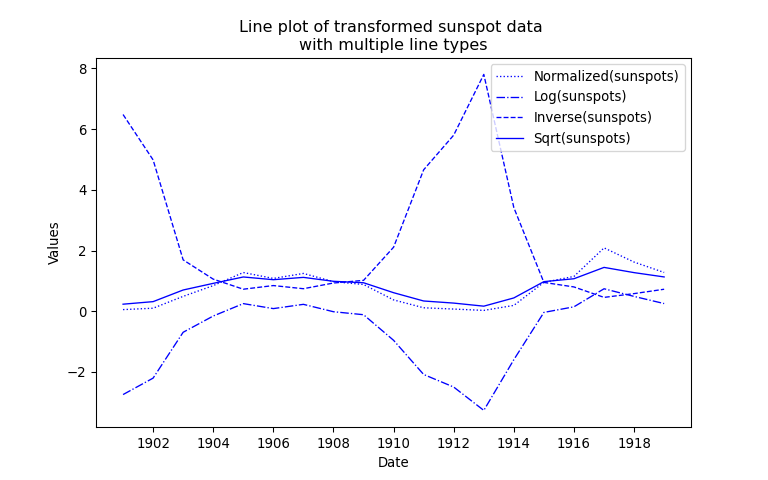 Line plot of transformed sunspot data
with multiple line types
Normalized(sunspots)
Log(sunspots)
Inverse(sunspots)
Sqrt(sunspots)
Values
8
6
4
2
0
−2
1902 1904 1906 1908 1910 1912 1914 1916 1918
Date